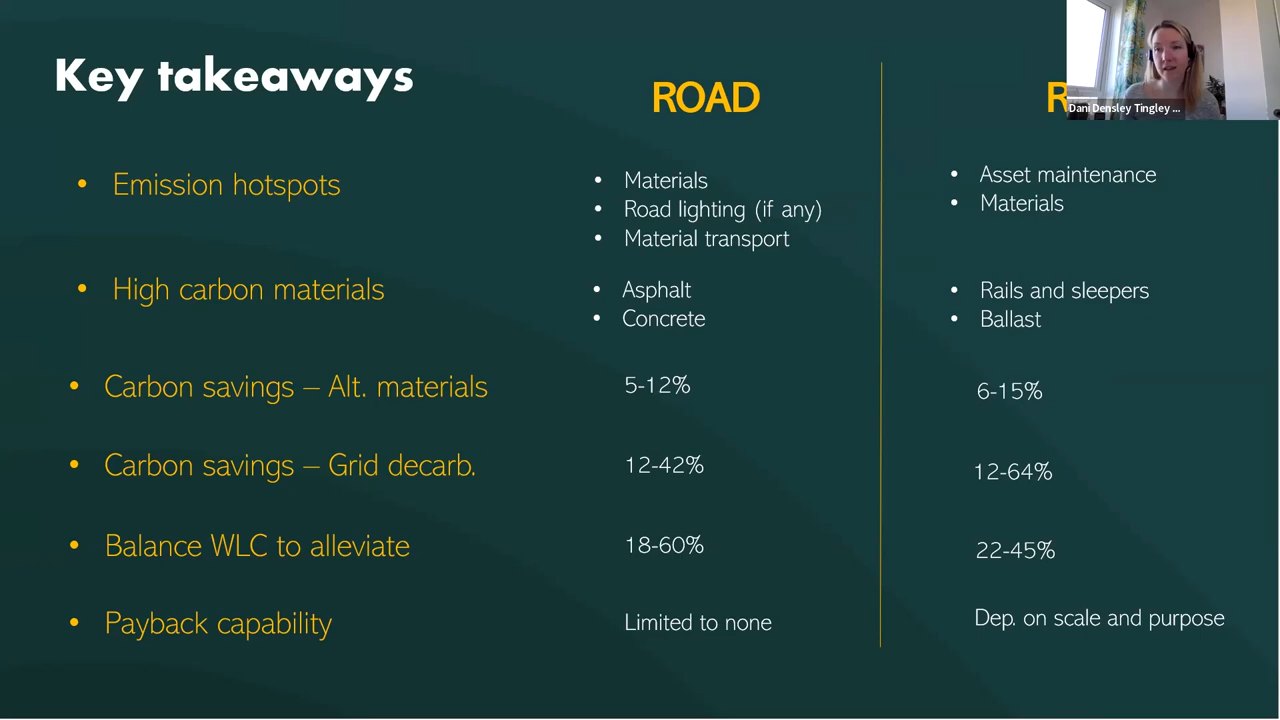 Key takeaways
ROAD
Dani Densley Tingley ...
• Emission hotspots
• Materials
• Road lighting (if any)
• Material transport
• Asset maintenance
• Materials
• High carbon materials
• Asphalt
• Concrete
• Rails and sleepers
• Ballast
• Carbon savings – Alt. materials
5-12%
6-15%
• Carbon savings – Grid decarb.
12-42%
12-64%
• Balance WLC to alleviate
18-60%
22-45%
• Payback capability
Limited to none
Dep. on scale and purpose